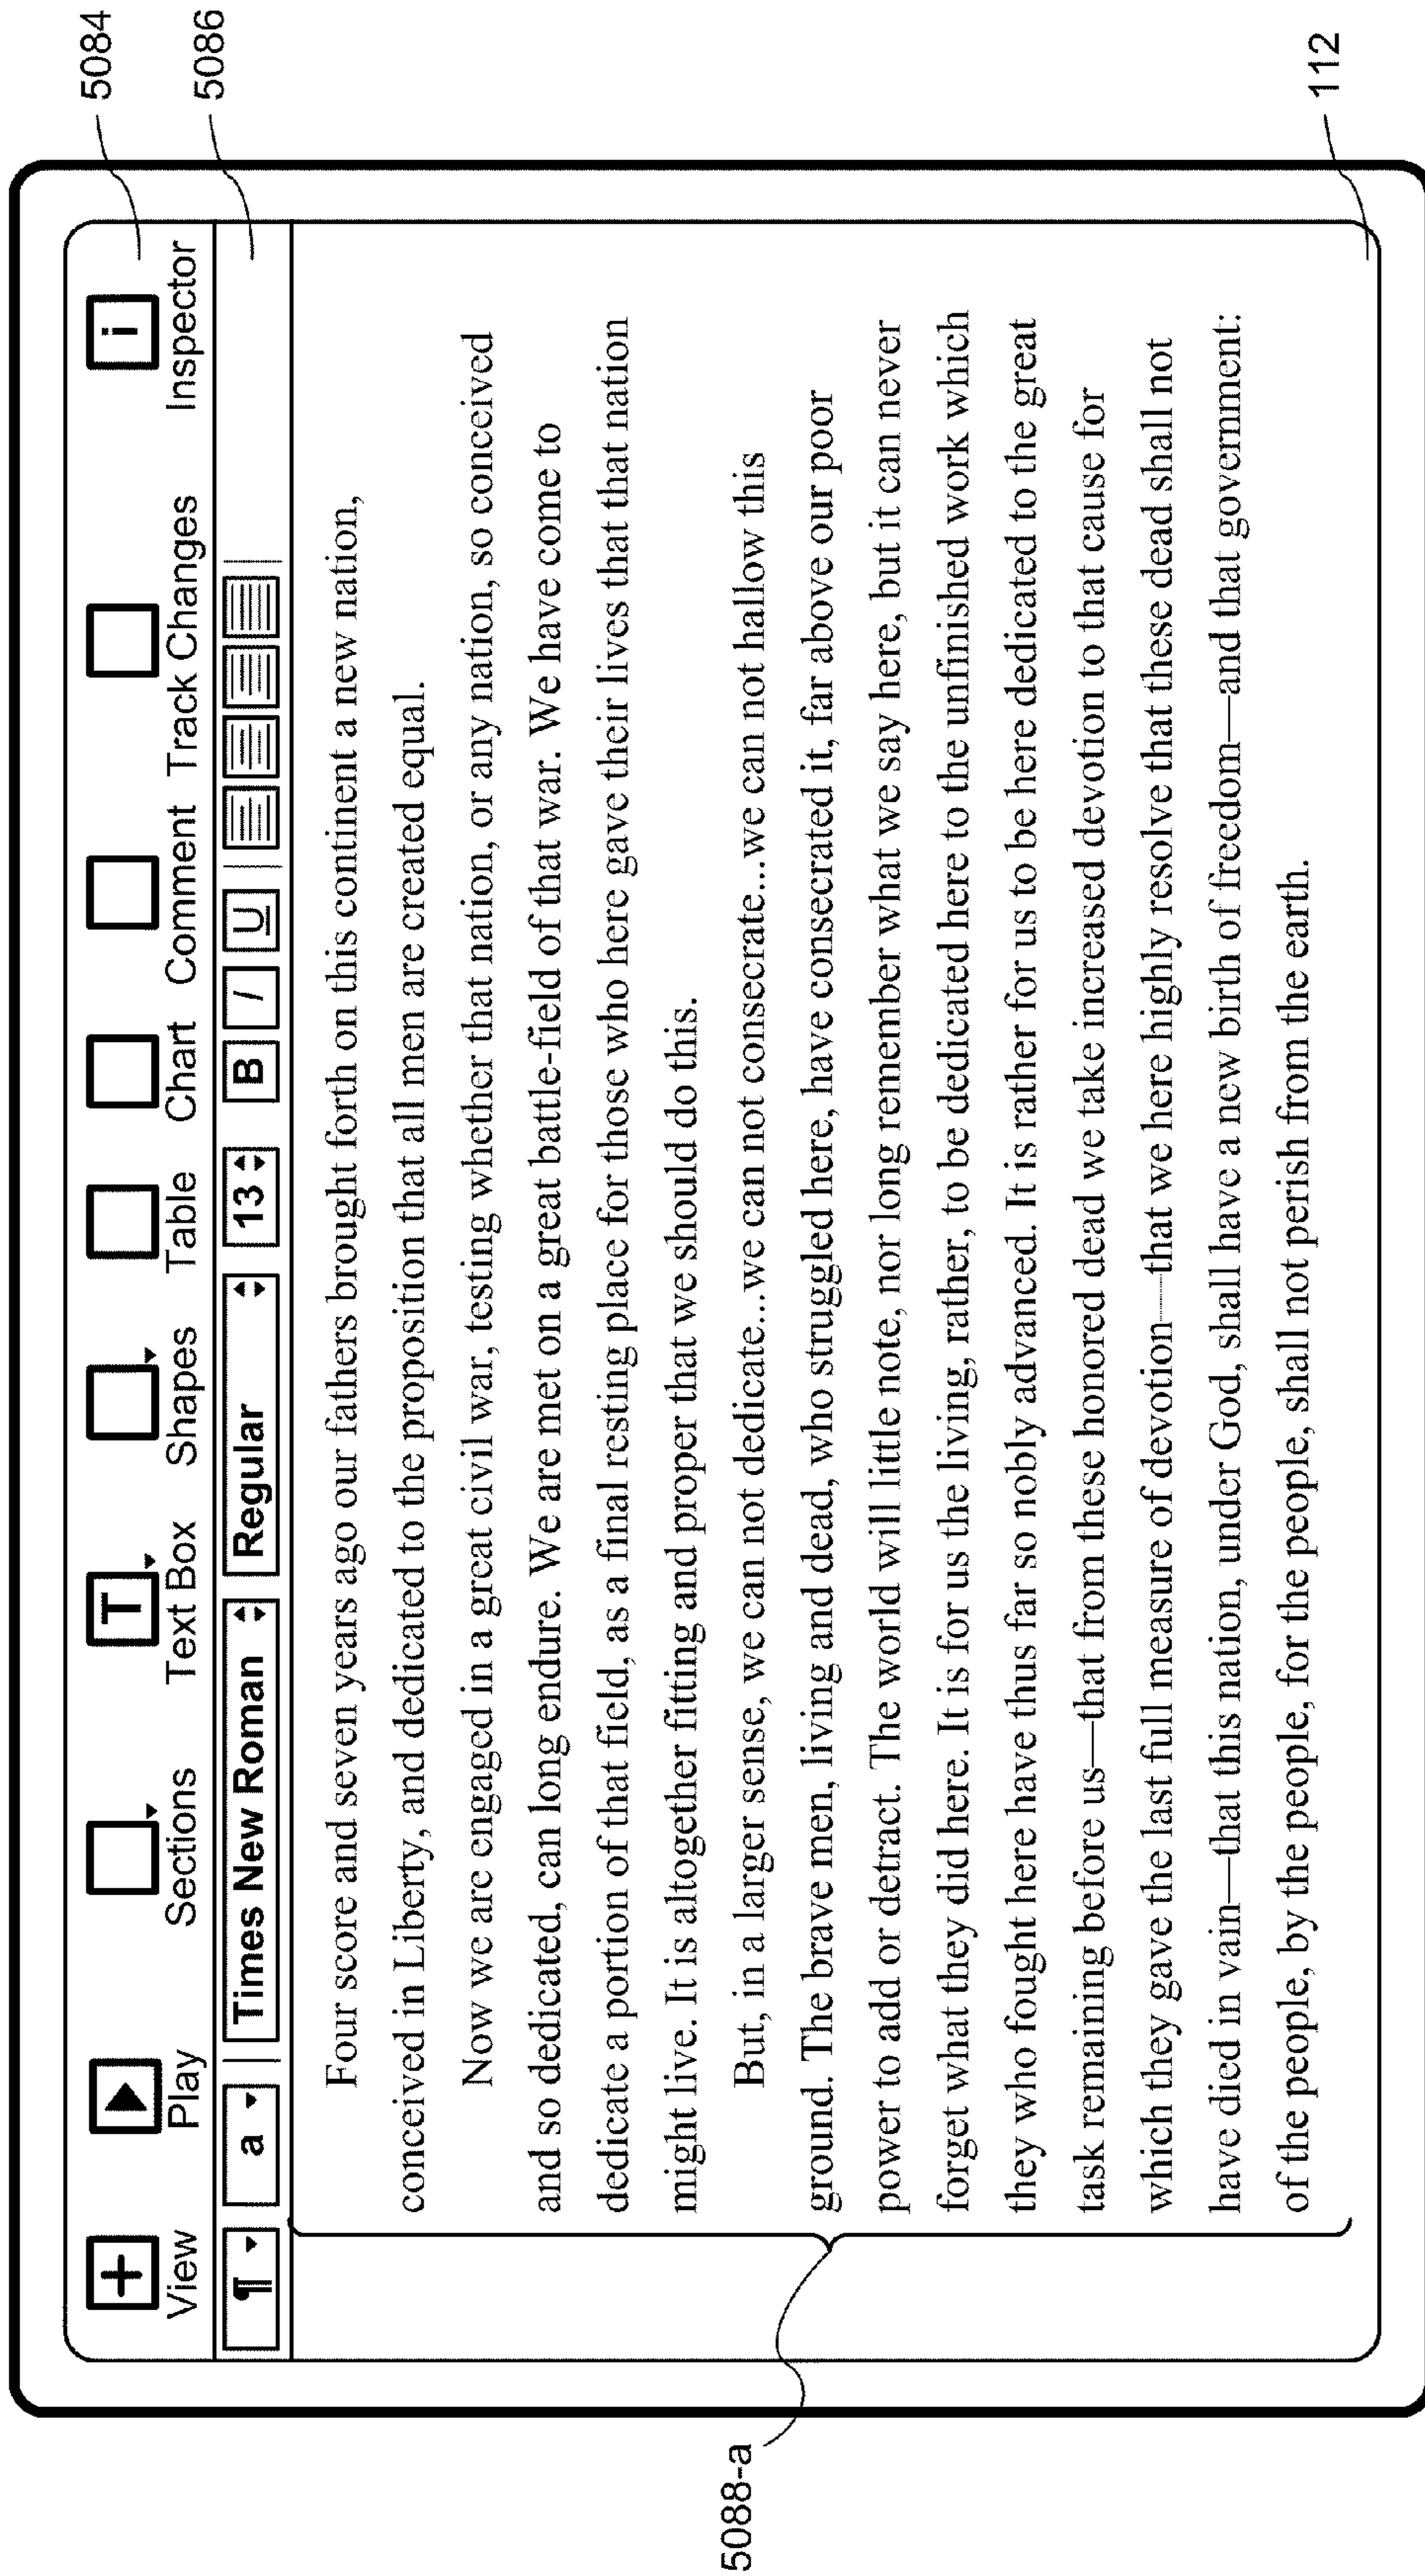 View Play Sections Text Box Shapes Table Chart Comment Track Changes Inspector
5084
¶ a Times New Roman Regular 13 B I U
5086
Four score and seven years ago our fathers brought forth on this continent a new nation,
conceived in Liberty, and dedicated to the proposition that all men are created equal.
Now we are engaged in a great civil war, testing whether that nation, or any nation, so conceived
and so dedicated, can long endure. We are met on a great battle-field of that war. We have come to
dedicate a portion of that field, as a final resting place for those who here gave their lives that that nation
might live. It is altogether fitting and proper that we should do this.
But, in a larger sense, we can not dedicate...we can not consecrate...we can not hallow this
ground. The brave men, living and dead, who struggled here, have consecrated it, far above our poor
power to add or detract. The world will little note, nor long remember what we say here, but it can never
forget what they did here. It is for us the living, rather, to be dedicated here to the unfinished work which
they who fought here have thus far so nobly advanced. It is rather for us to be here dedicated to the great
task remaining before us—that from these honored dead we take increased devotion to that cause for
which they gave the last full measure of devotion—that we here highly resolve that these dead shall not
have died in vain—that this nation, under God, shall have a new birth of freedom—and that government:
of the people, by the people, for the people, shall not perish from the earth.
5088-a
112